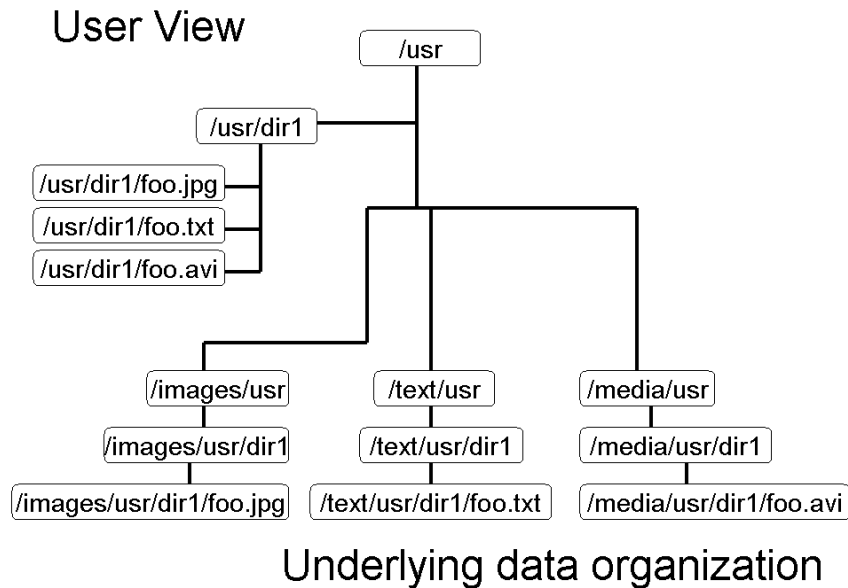 User View
/usr
/usr/dir1
/usr/dir1/foo.jpg
/usr/dir1/foo.txt
/usr/dir1/foo.avi
/images/usr
/text/usr
/media/usr
/images/usr/dir1
/text/usr/dir1
/media/usr/dir1
/images/usr/dir1/foo.jpg
/text/usr/dir1/foo.txt
/media/usr/dir1/foo.avi
Underlying data organization